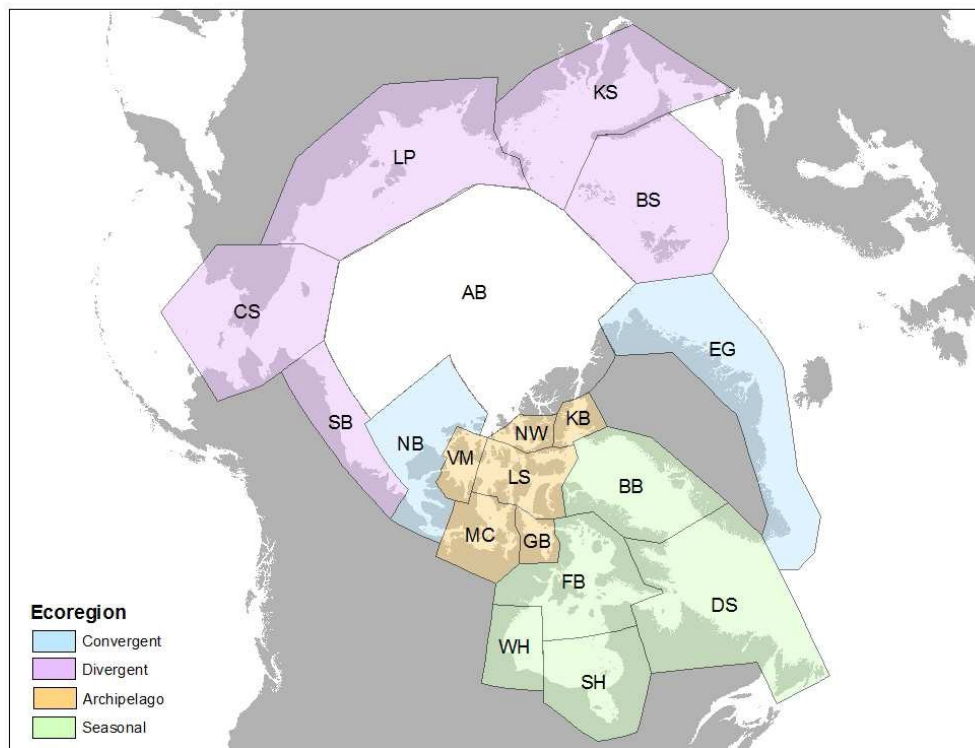 KS
LP
BS
AB
CS
EG
SB
NB
KB
NW
VM
LS
BB
MC
GB
FB
DS
WH
SH
Ecoregion
Convergent
Divergent
Archipelago
Seasonal